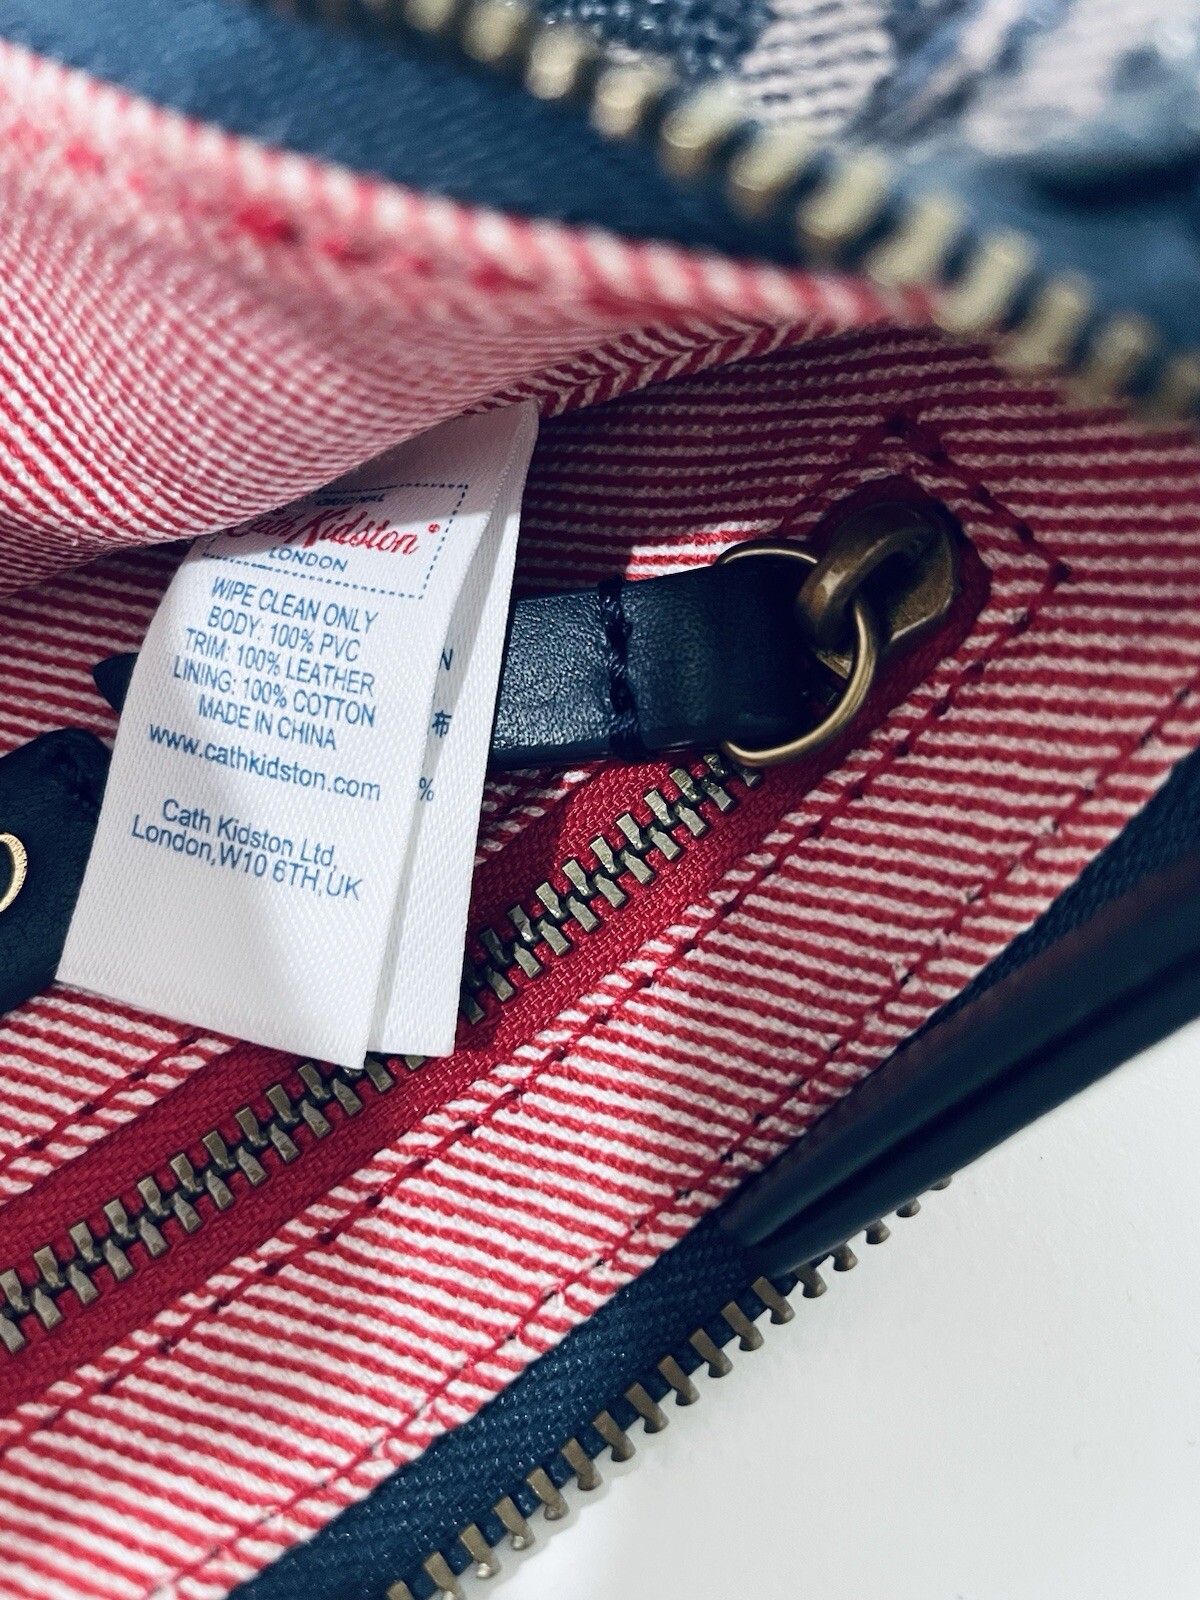 ORIGINAL
Cath Kidston®
LONDON
WIPE CLEAN ONLY
BODY: 100% PVC
TRIM: 100% LEATHER
LINING: 100% COTTON
MADE IN CHINA
www.cathkidston.com
Cath Kidston Ltd,
London,W10 6TH,UK
N
布
%